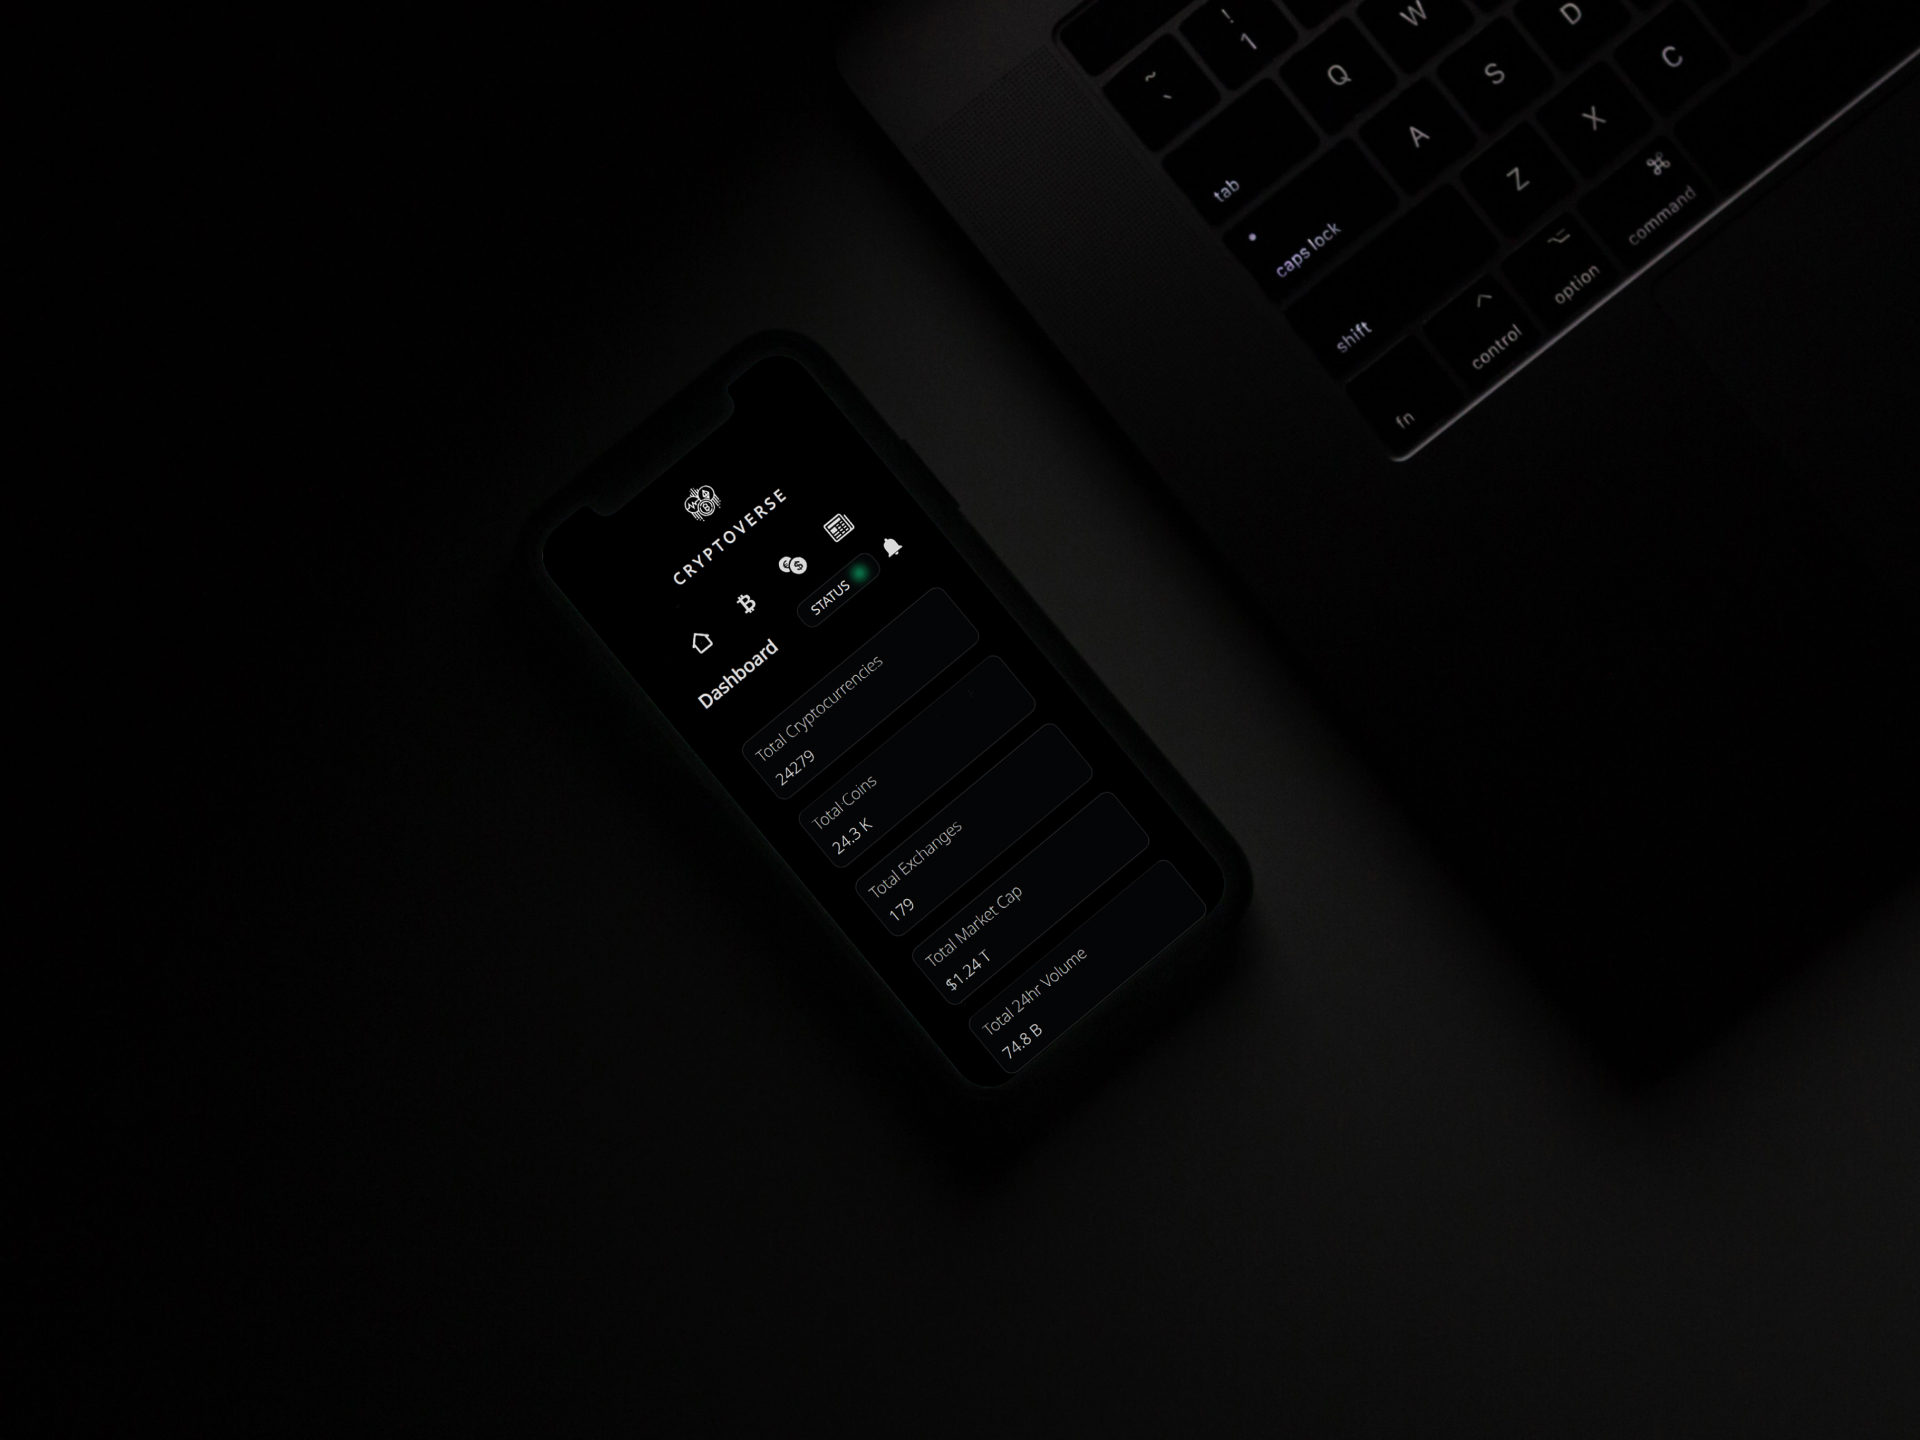 CRYPTOVERSE
Dashboard
STATUS
Total Cryptocurrencies
24279
Total Coins
24.3 K
Total Exchanges
179
Total Market Cap
$1.24 T
Total 24hr Volume
74.8 B
~
`
!
1
Q
W
tab
A
S
D
caps lock
Z
X
C
shift
fn
^
control
⌥
option
⌘
command